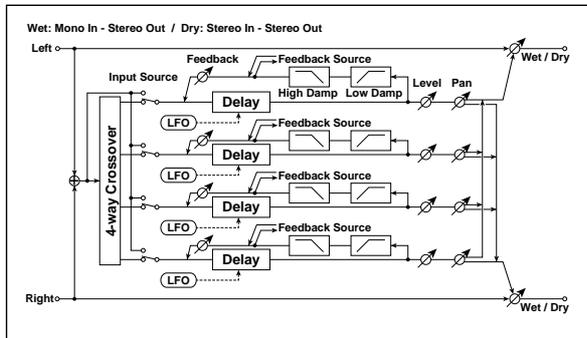 Wet: Mono In - Stereo Out / Dry: Stereo In - Stereo Out
Left
Wet / Dry
Feedback
Feedback Source
Input Source
High Damp
Low Damp
Level
Pan
Delay
LFO
Feedback Source
Delay
LFO
4-way Crossover
Feedback Source
Delay
LFO
Feedback Source
Delay
LFO
Right
Wet / Dry